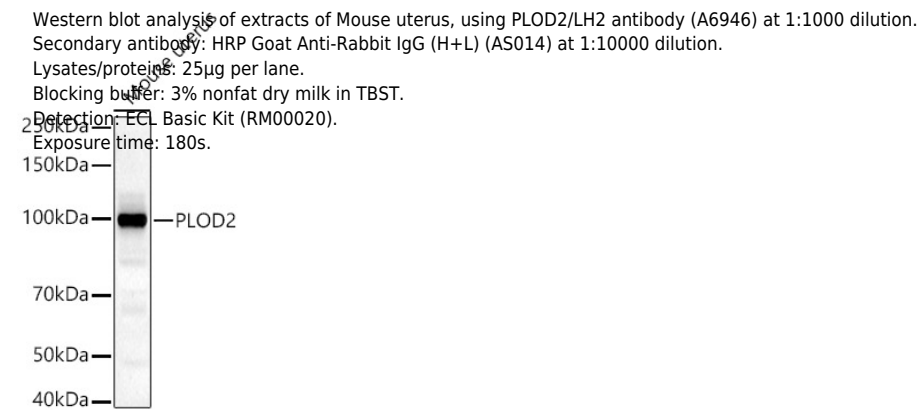 Western blot analysis of extracts of Mouse uterus, using PLOD2/LH2 antibody (A6946) at 1:1000 dilution.
Secondary antibody: HRP Goat Anti-Rabbit IgG (H+L) (AS014) at 1:10000 dilution.
Lysates/proteins: 25μg per lane.
Blocking buffer: 3% nonfat dry milk in TBST.
Detection: ECL Basic Kit (RM00020).
Exposure time: 180s.
Mouse uterus
250kDa
150kDa
100kDa
PLOD2
70kDa
50kDa
40kDa